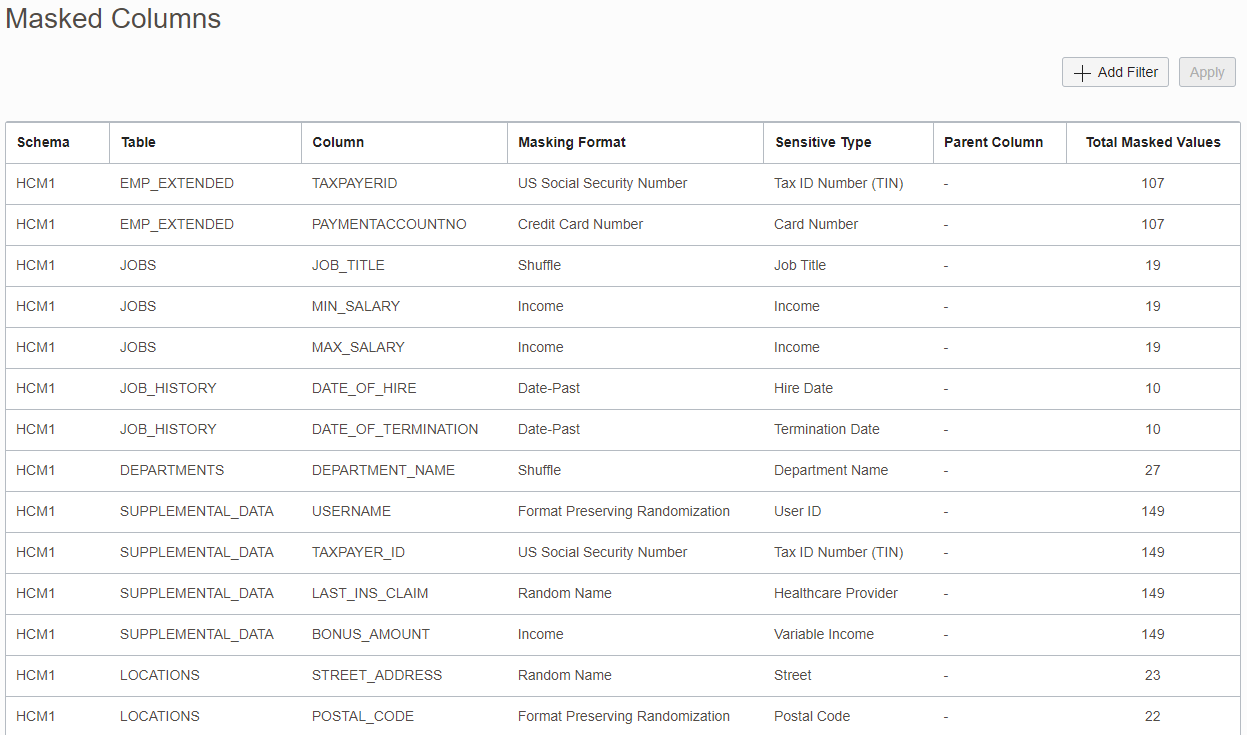 Masked Columns
Add Filter Apply
Schema Table Column Masking Format Sensitive Type Parent Column Total Masked Values
HCM1 EMP_EXTENDED TAXPAYERID US Social Security Number Tax ID Number (TIN) - 107
HCM1 EMP_EXTENDED PAYMENTACCOUNTNO Credit Card Number Card Number - 107
HCM1 JOBS JOB_TITLE Shuffle Job Title - 19
HCM1 JOBS MIN_SALARY Income Income - 19
HCM1 JOBS MAX_SALARY Income Income - 19
HCM1 JOB_HISTORY DATE_OF_HIRE Date-Past Hire Date - 10
HCM1 JOB_HISTORY DATE_OF_TERMINATION Date-Past Termination Date - 10
HCM1 DEPARTMENTS DEPARTMENT_NAME Shuffle Department Name - 27
HCM1 SUPPLEMENTAL_DATA USERNAME Format Preserving Randomization User ID - 149
HCM1 SUPPLEMENTAL_DATA TAXPAYER_ID US Social Security Number Tax ID Number (TIN) - 149
HCM1 SUPPLEMENTAL_DATA LAST_INS_CLAIM Random Name Healthcare Provider - 149
HCM1 SUPPLEMENTAL_DATA BONUS_AMOUNT Income Variable Income - 149
HCM1 LOCATIONS STREET_ADDRESS Random Name Street - 23
HCM1 LOCATIONS POSTAL_CODE Format Preserving Randomization Postal Code - 22